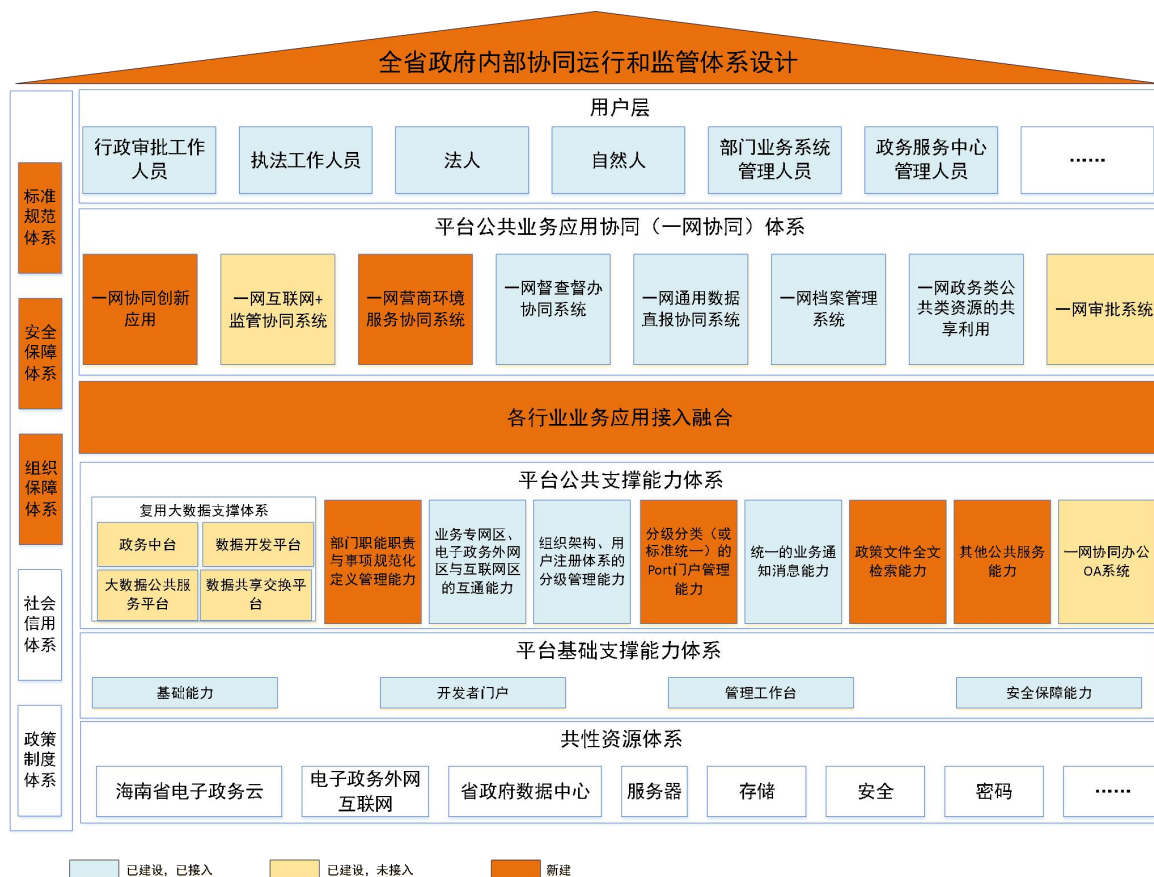 全省政府内部协同运行和监管体系设计
标准
规范
体系
安全
保障
体系
组织
保障
体系
社会
信用
体系
政策
制度
体系
用户层
行政审批工作
人员
执法工作人员
法人
自然人
部门业务系统
管理人员
政务服务中心
管理人员
······
平台公共业务应用协同（一网协同）体系
一网协同创新
应用
一网互联网+
监管协同系统
一网营商环境
服务协同系统
一网督查督办
协同系统
一网通用数据
直报协同系统
一网档案管理
系统
一网政务类公
共类资源的共
享利用
一网审批系统
各行业业务应用接入融合
平台公共支撑能力体系
复用大数据支撑体系
政务中台
数据开发平台
大数据公共服
务平台
数据共享交换平
台
部门职能职责
与事项规范化
定义管理能力
业务专网区、
电子政务外网
区与互联网区
的互通能力
组织架构、用
户注册体系的
分级管理能力
分级分类（或
标准统一）的
Port门户管理
能力
统一的业务通
知消息能力
政策文件全文
检索能力
其他公共服务
能力
一网协同办公
OA系统
平台基础支撑能力体系
基础能力
开发者门户
管理工作台
安全保障能力
共性资源体系
海南省电子政务云
电子政务外网
互联网
省政府数据中心
服务器
存储
安全
密码
······
已建设，已接入
已建设，未接入
新建